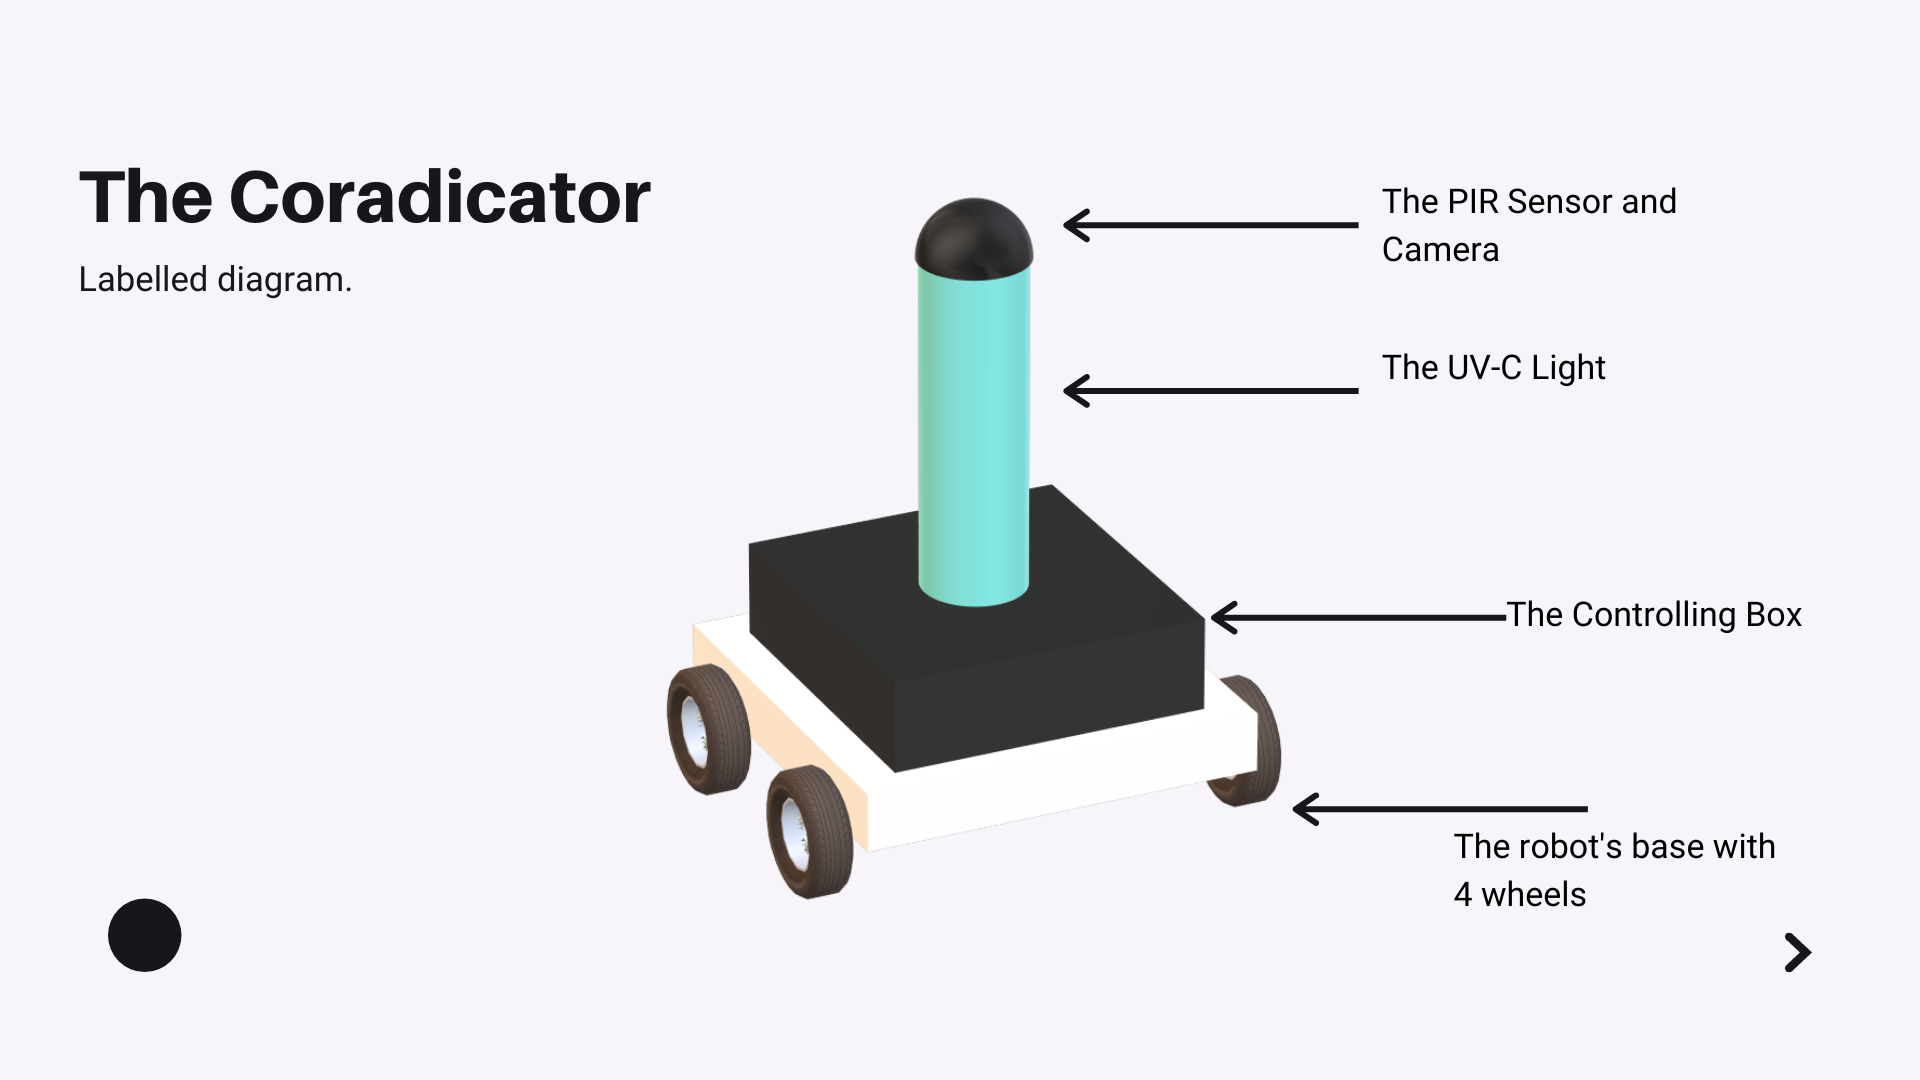 The Coradicator
Labelled diagram.
The PIR Sensor and
Camera
The UV-C Light
The Controlling Box
The robot's base with
4 wheels